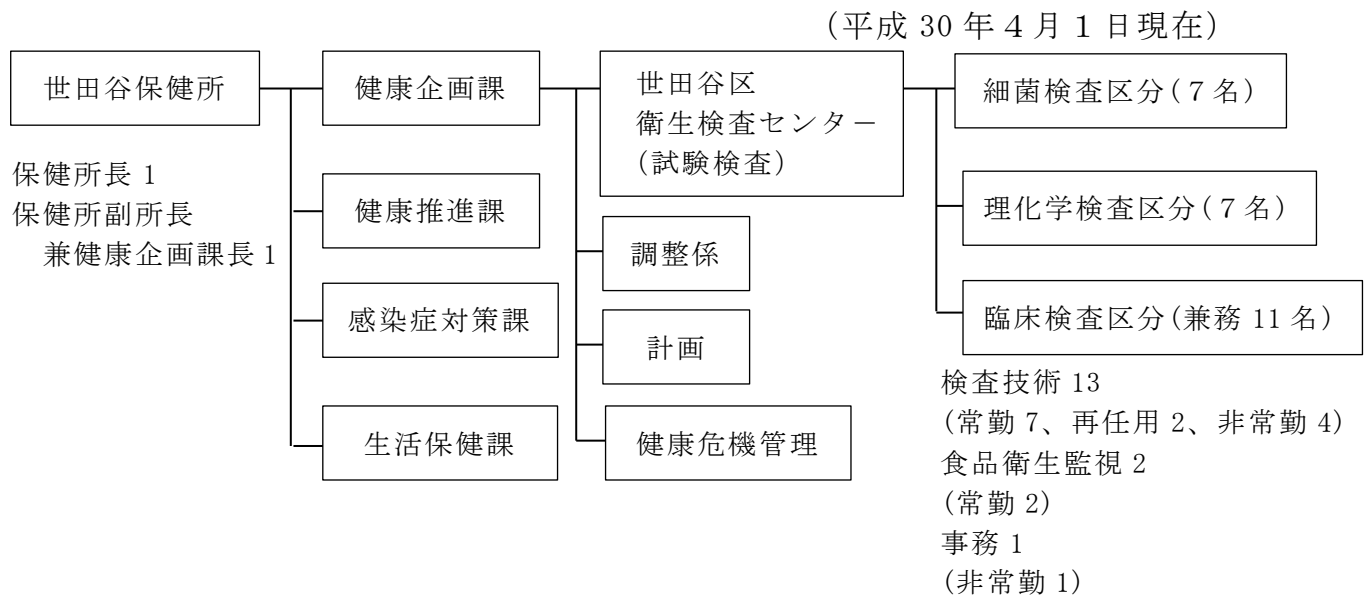 (平成 30 年 4 月 1 日現在)
世田谷保健所
保健所長 1
保健所副所長
兼健康企画課長 1
健康企画課
健康推進課
感染症対策課
生活保健課
世田谷区
衛生検査センター
(試験検査)
調整係
計画
健康危機管理
細菌検査区分(7 名)
理化学検査区分(7 名)
臨床検査区分(兼務 11 名)
検査技術 13
(常勤 7、再任用 2、非常勤 4)
食品衛生監視 2
(常勤 2)
事務 1
(非常勤 1)